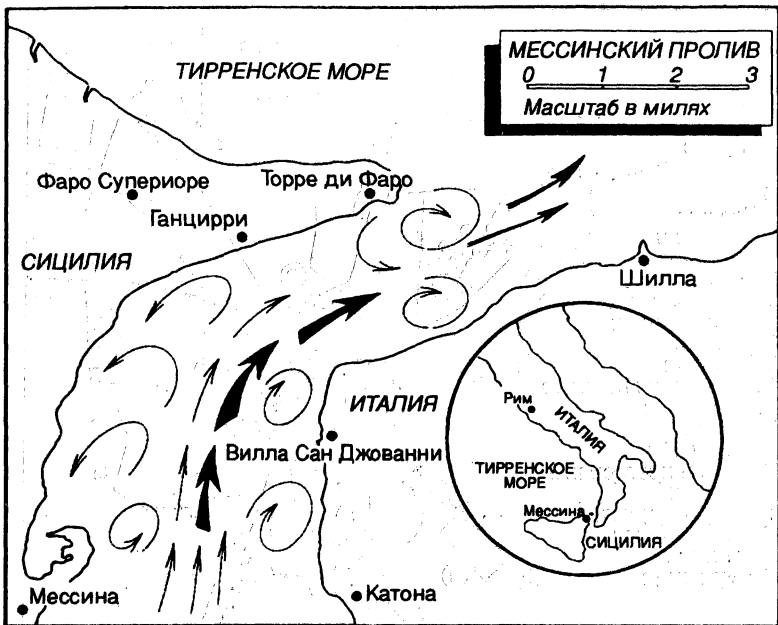 МЕССИНСКИЙ ПРОЛИВ
0 1 2 3
Масштаб в милях
ТИРРЕНСКОЕ МОРЕ
Фаро Супериоре
Торре ди Фаро
Ганцирри
СИЦИЛИЯ
Шилла
ИТАЛИЯ
Вилла Сан Джованни
Мессина
Катона
Рим
ИТАЛИЯ
ТИРРЕНСКОЕ
МОРЕ
Мессина
СИЦИЛИЯ